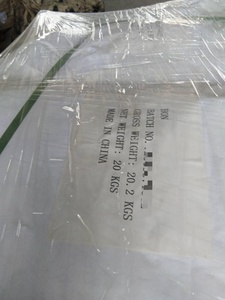 BATCH NO.
GROSS WEIGHT: 20.2 KGS
NET WEIGHT: 20 KGS
MADE IN CHINA